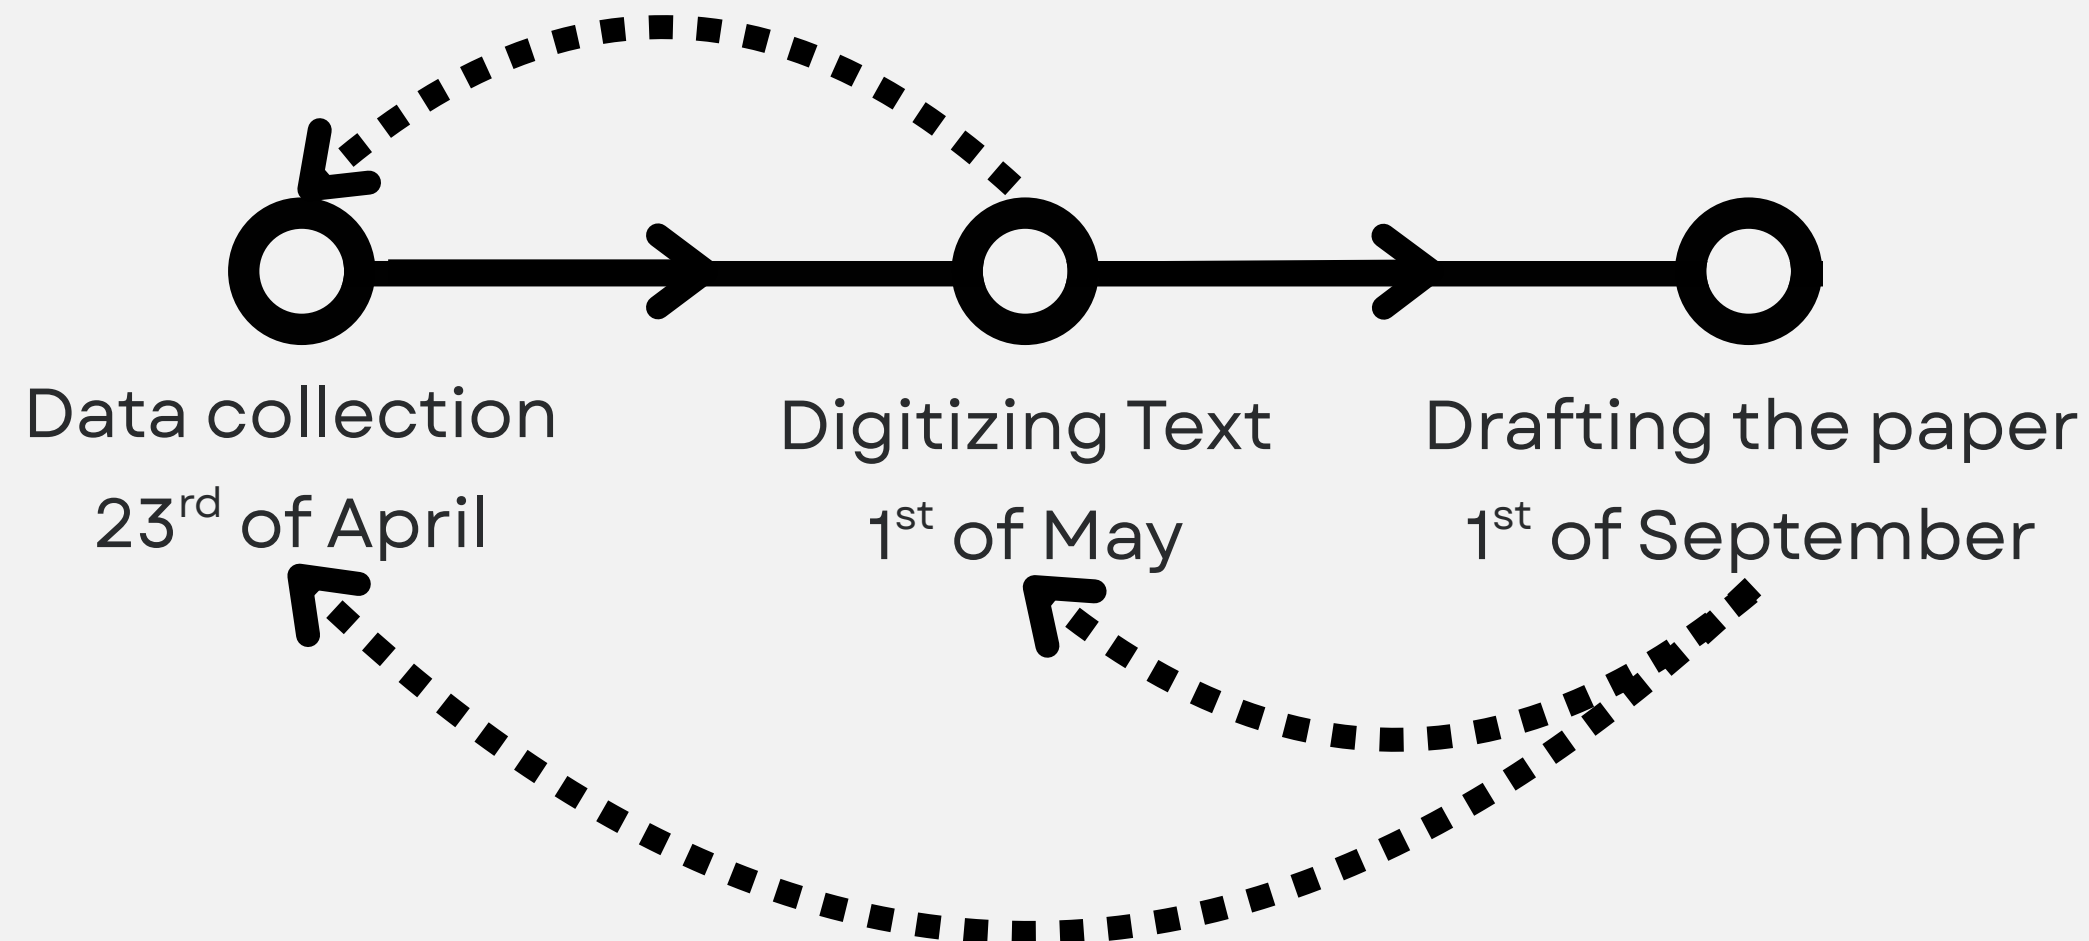 Data collection
23rd of April
Digitizing Text
1st of May
Drafting the paper
1st of September